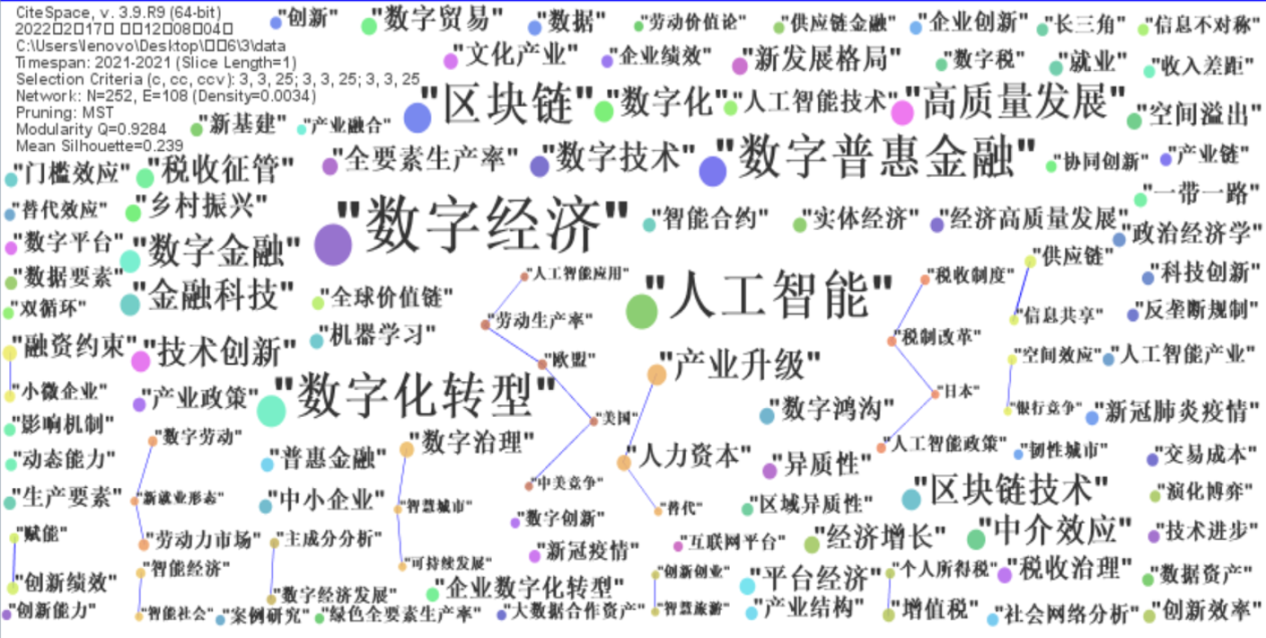 CiteSpace, v. 3.9.R9 (64-bit)
2022□2□17□ □□12□08□04□
C:\Users\lenovo\Desktop\□□6\3\data
Timespan: 2021-2021 (Slice Length=1)
Selection Criteria (c, cc, ccv): 3, 3, 25; 3, 3, 25; 3, 3, 25
Network: N=252, E=108 (Density=0.0034)
Pruning: MST
Modularity Q=0.9284
Mean Silhouette=0.239
"创新" "数字贸易" "数据" "劳动价值论" "供应链金融" "企业创新" "长三角" "信息不对称"
"文化产业" "企业绩效" "新发展格局" "数字税" "就业" "收入差距"
"区块链" "数字化" "人工智能技术" "高质量发展" "空间溢出"
"新基建" "产业融合"
"门槛效应" "税收征管" "全要素生产率" "数字技术" "数字普惠金融" "协同创新" "产业链"
"替代效应" "乡村振兴" "数字经济" "智能合约" "实体经济" "经济高质量发展" "一带一路"
"数字平台" "数字金融" "政治经济学"
"数据要素" "人工智能应用" "人工智能" "税收制度" "供应链" "科技创新"
"双循环" "金融科技" "全球价值链" "信息共享" "反垄断规制"
"机器学习" "劳动生产率" "税制改革"
"融资约束" "技术创新" "欧盟" "产业升级" "空间效应" "人工智能产业"
"小微企业" "产业政策" "数字化转型" "美国" "数字鸿沟" "日本" "银行竞争" "新冠肺炎疫情"
"影响机制" "数字劳动" "数字治理" "人工智能政策" "韧性城市"
"动态能力" "普惠金融" "人力资本" "异质性" "交易成本"
"生产要素" "新就业形态" "中小企业" "智慧城市" "中美竞争" "替代" "区域异质性" "区块链技术" "演化博弈"
"赋能" "劳动力市场" "主成分分析" "数字创新" "新冠疫情" "互联网平台" "经济增长" "中介效应" "技术进步"
"创新绩效" "智能经济" "可持续发展" "企业数字化转型" "创新创业" "平台经济" "个人所得税" "税收治理" "数据资产"
"数字经济发展"
"创新能力" "智能社会" "案例研究" "绿色全要素生产率" "大数据合作资产" "智慧旅游" "产业结构" "增值税" "社会网络分析" "创新效率"